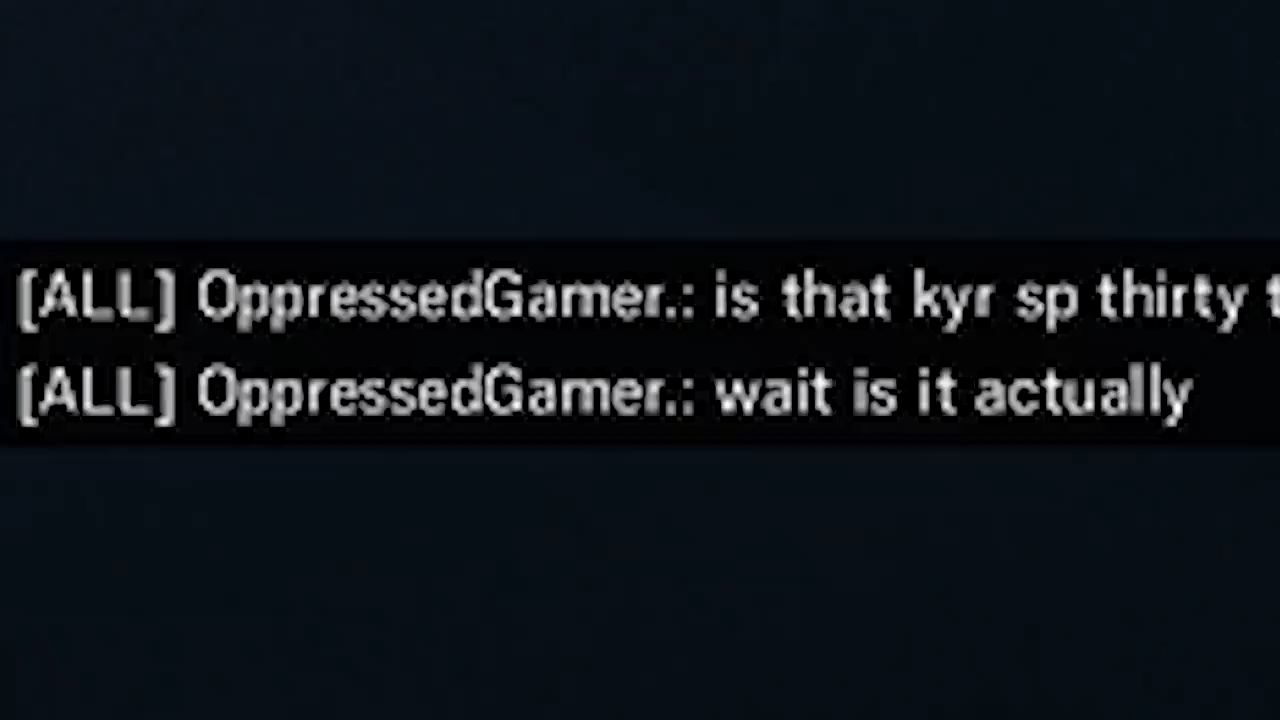 [ALL] OppressedGamer.: is that kyr sp thirty
[ALL] OppressedGamer.: wait is it actually